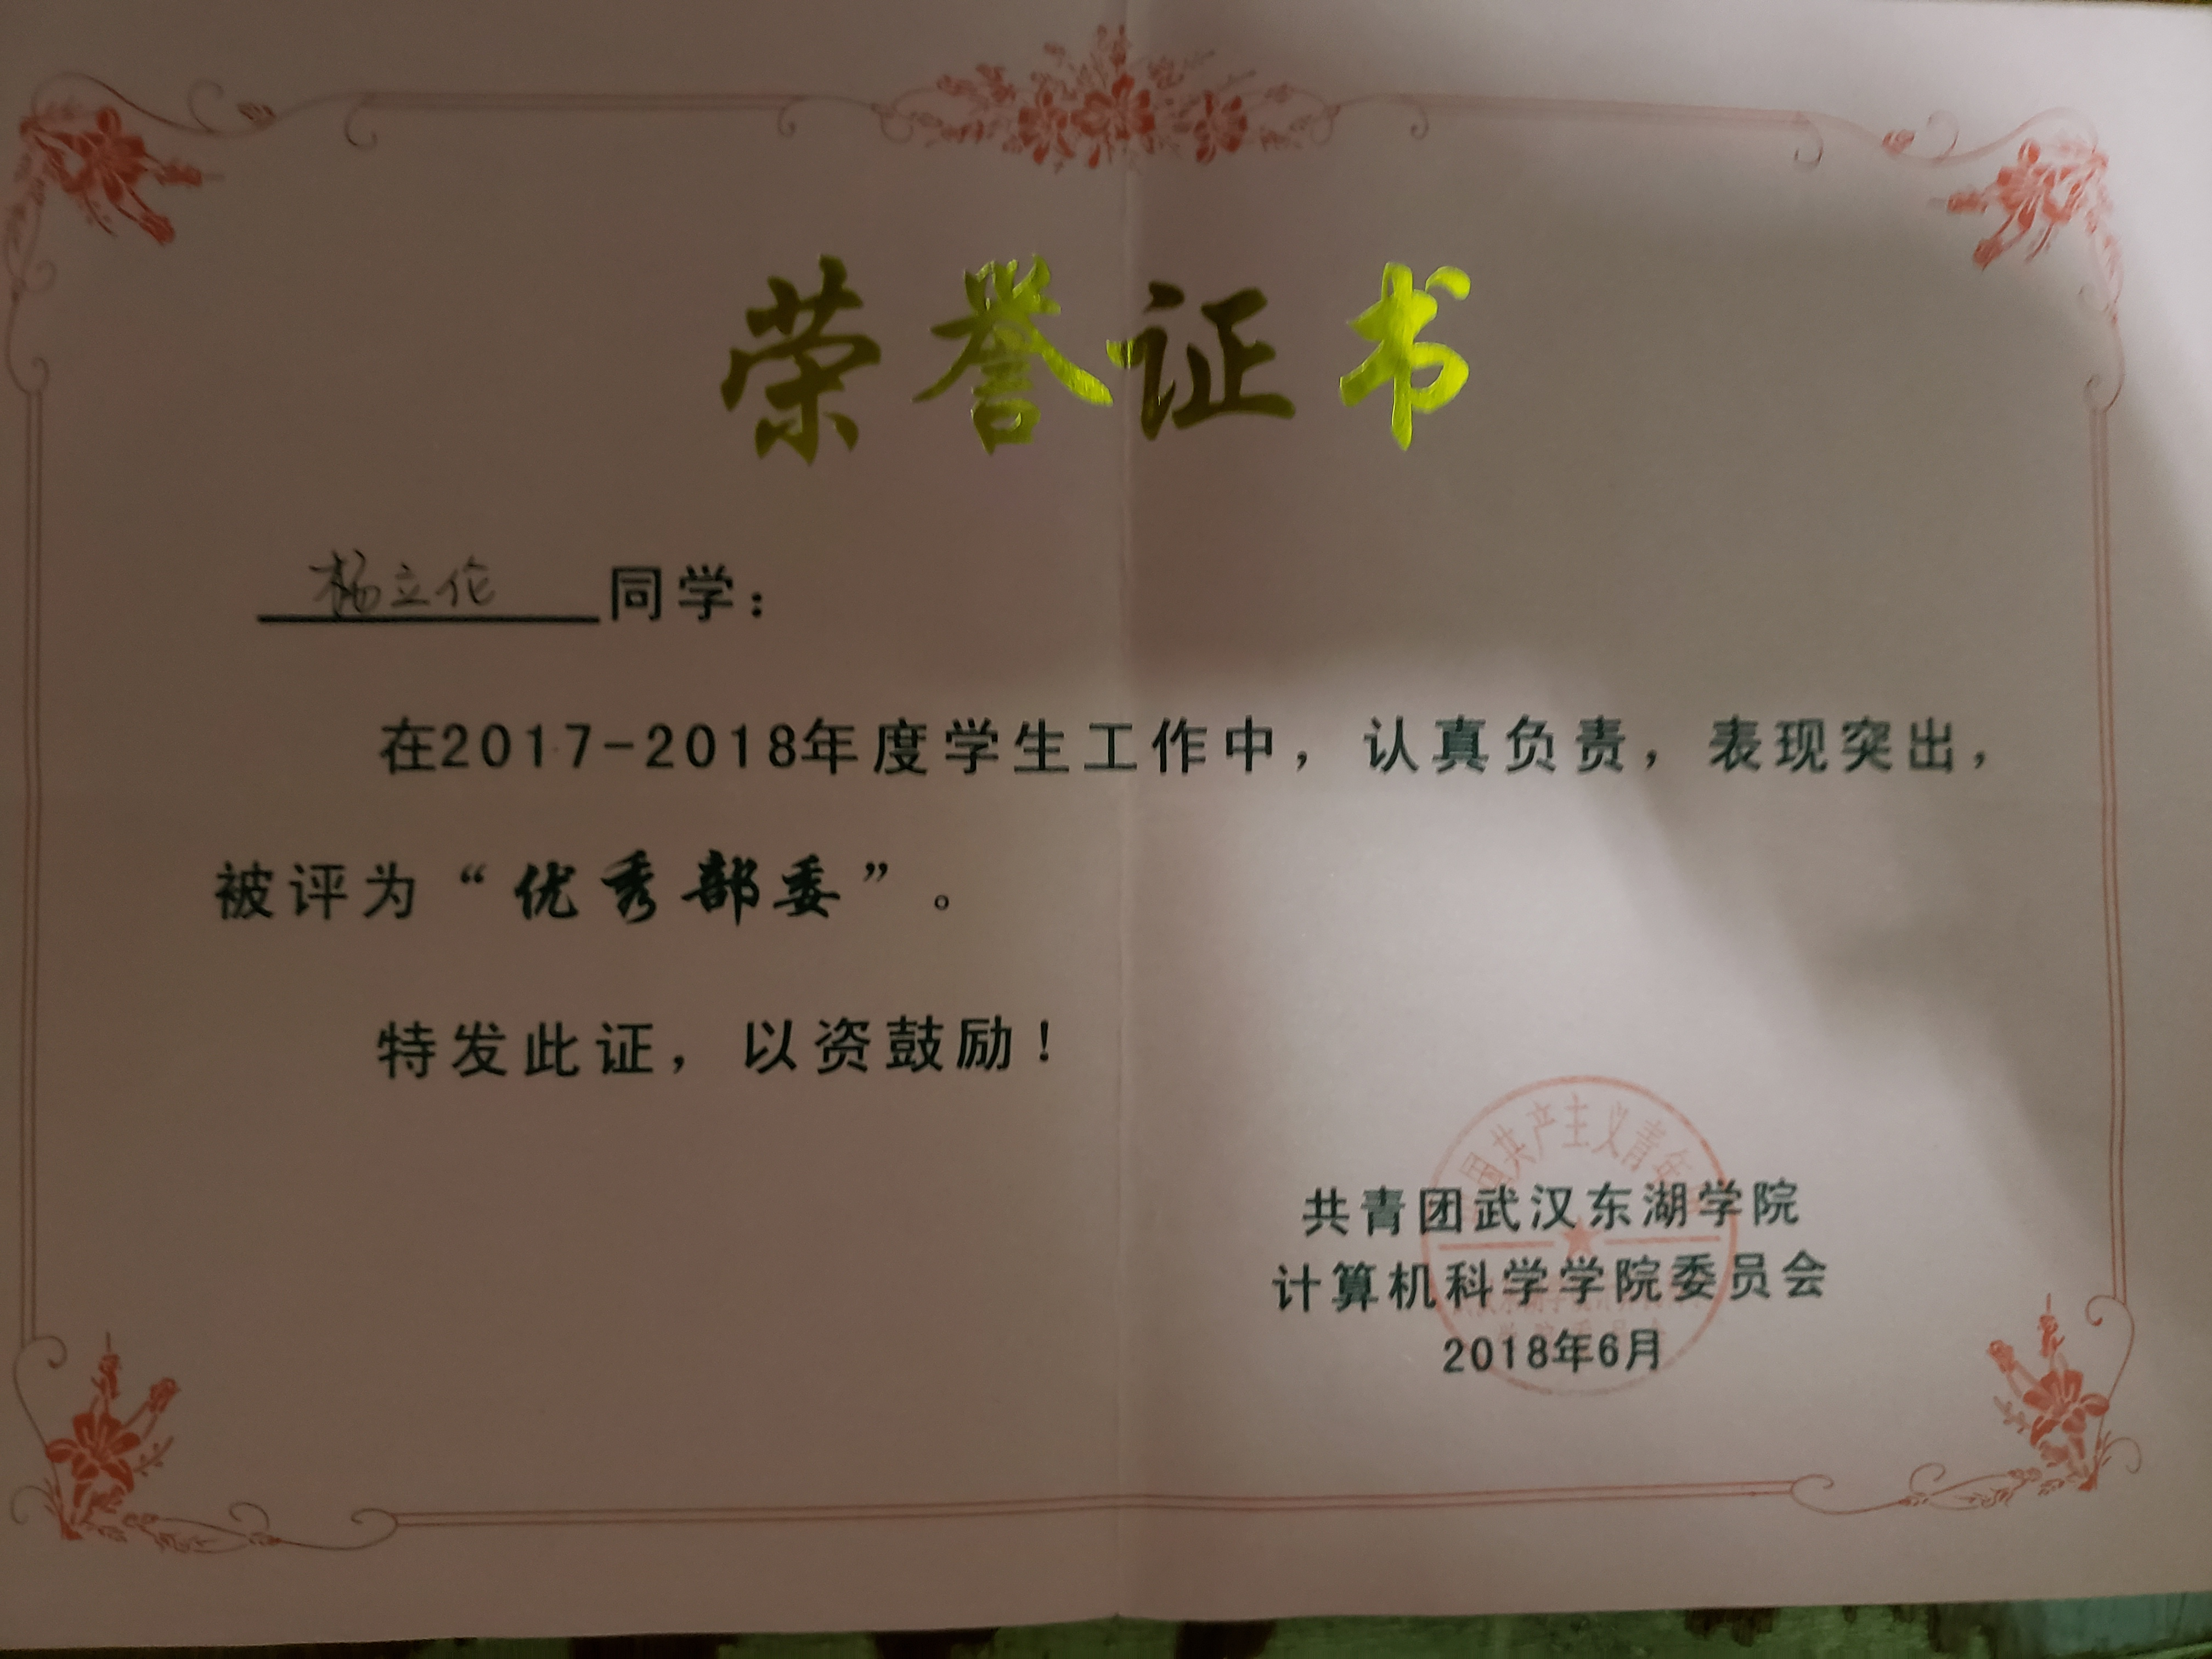 荣誉证书
杨立伦同学：
在2017-2018年度学生工作中，认真负责，表现突出，
被评为“优秀部委”。
特发此证，以资鼓励！
国共产主义青年
共青团武汉东湖学院
计算机科学学院委员会
2018年6月